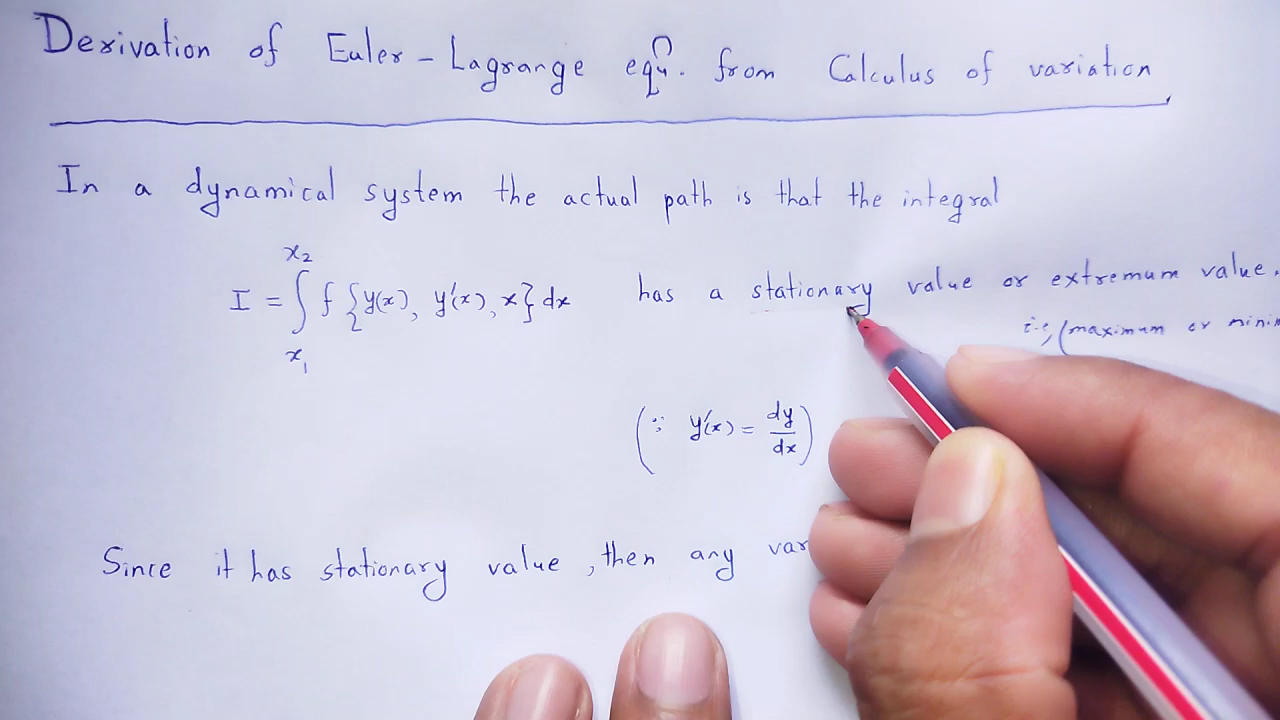 Derivation of Euler-Lagrange equn. from Calculus of variation
In a dynamical system the actual path is that the integral
I = ∫_{x₁}^{x₂} f {y(x), y′(x), x} dx has a stationary value or extremum value.
i.e, (maximum or
(∵ y′(x) = dy/dx)
Since it has stationary value, then any